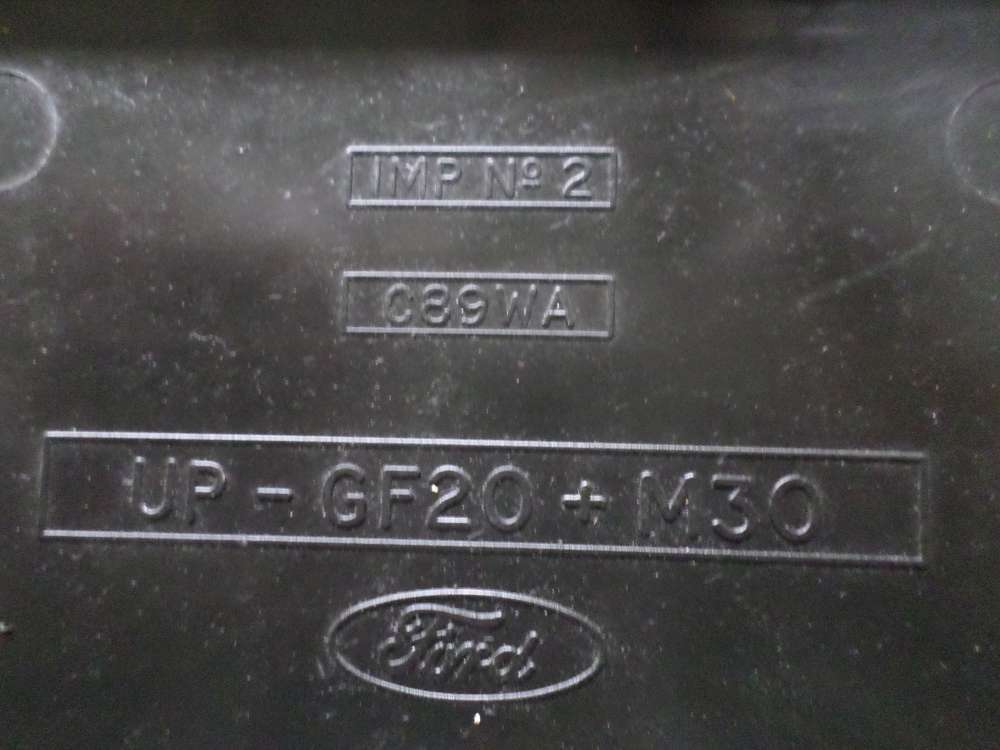 IMP Nº 2
C89WA
UP - GF20 + M30
Ford